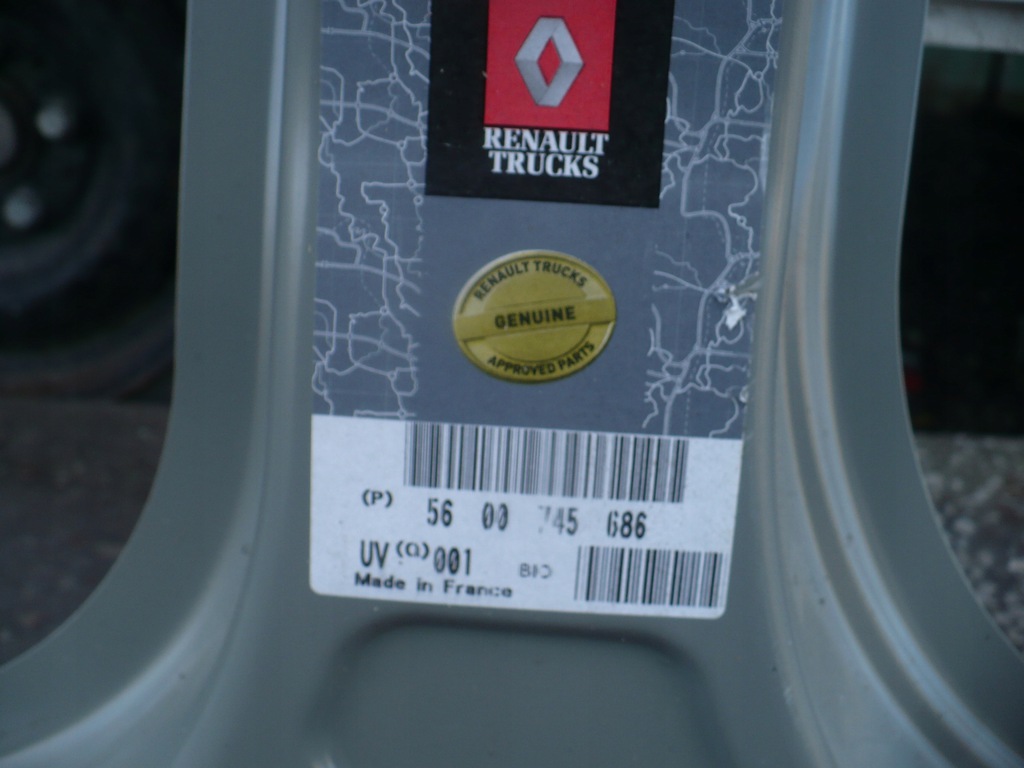 RENAULT
TRUCKS
RENAULT TRUCKS
GENUINE
APPROVED PARTS
(P) 56 00 745 686
UV (Q) 001
Made in France